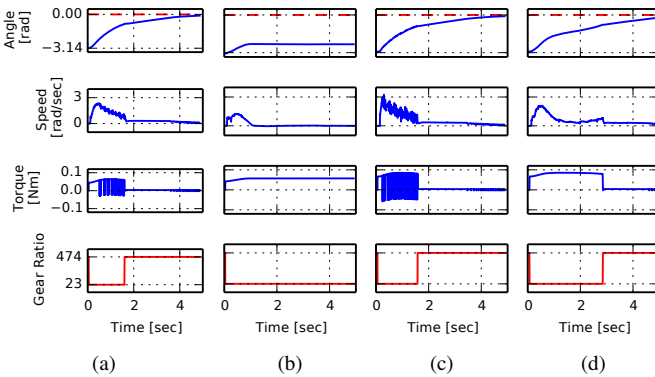 Angle
[rad]
0.00
−3.14
Speed
[rad/sec]
3
0
Torque
[Nm]
0.1
0.0
−0.1
Gear Ratio
474
23
0 2 4
0 2 4
0 2 4
0 2 4
Time [sec]
Time [sec]
Time [sec]
Time [sec]
(a)
(b)
(c)
(d)